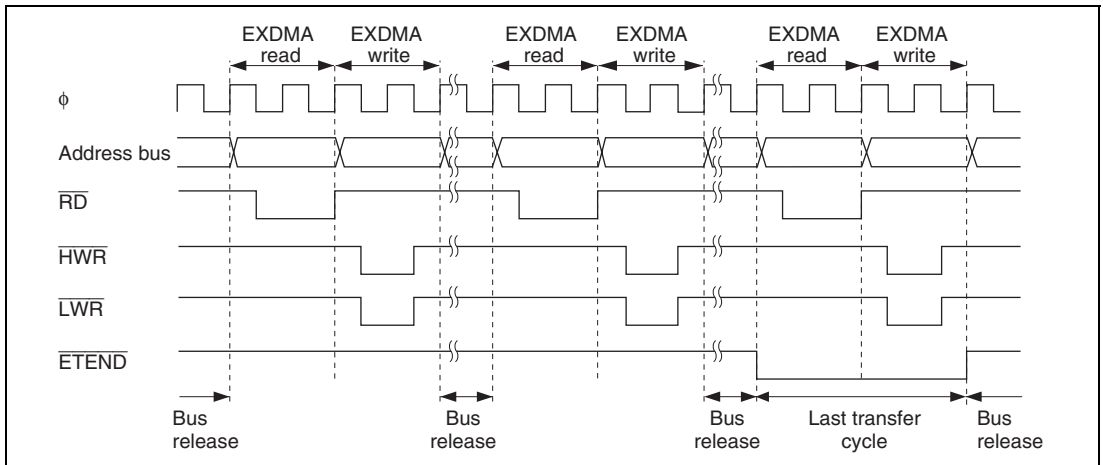 EXDMA EXDMA EXDMA EXDMA EXDMA EXDMA
read write read write read write
φ
Address bus
RD
HWR
LWR
ETEND
Bus Bus Bus Last transfer Bus
release release release cycle release